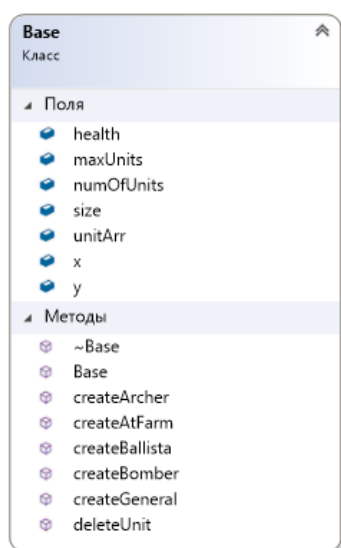 Base
Класс
Поля
health
maxUnits
numOfUnits
size
unitArr
x
y
Методы
~Base
Base
createArcher
createAtFarm
createBallista
createBomber
createGeneral
deleteUnit